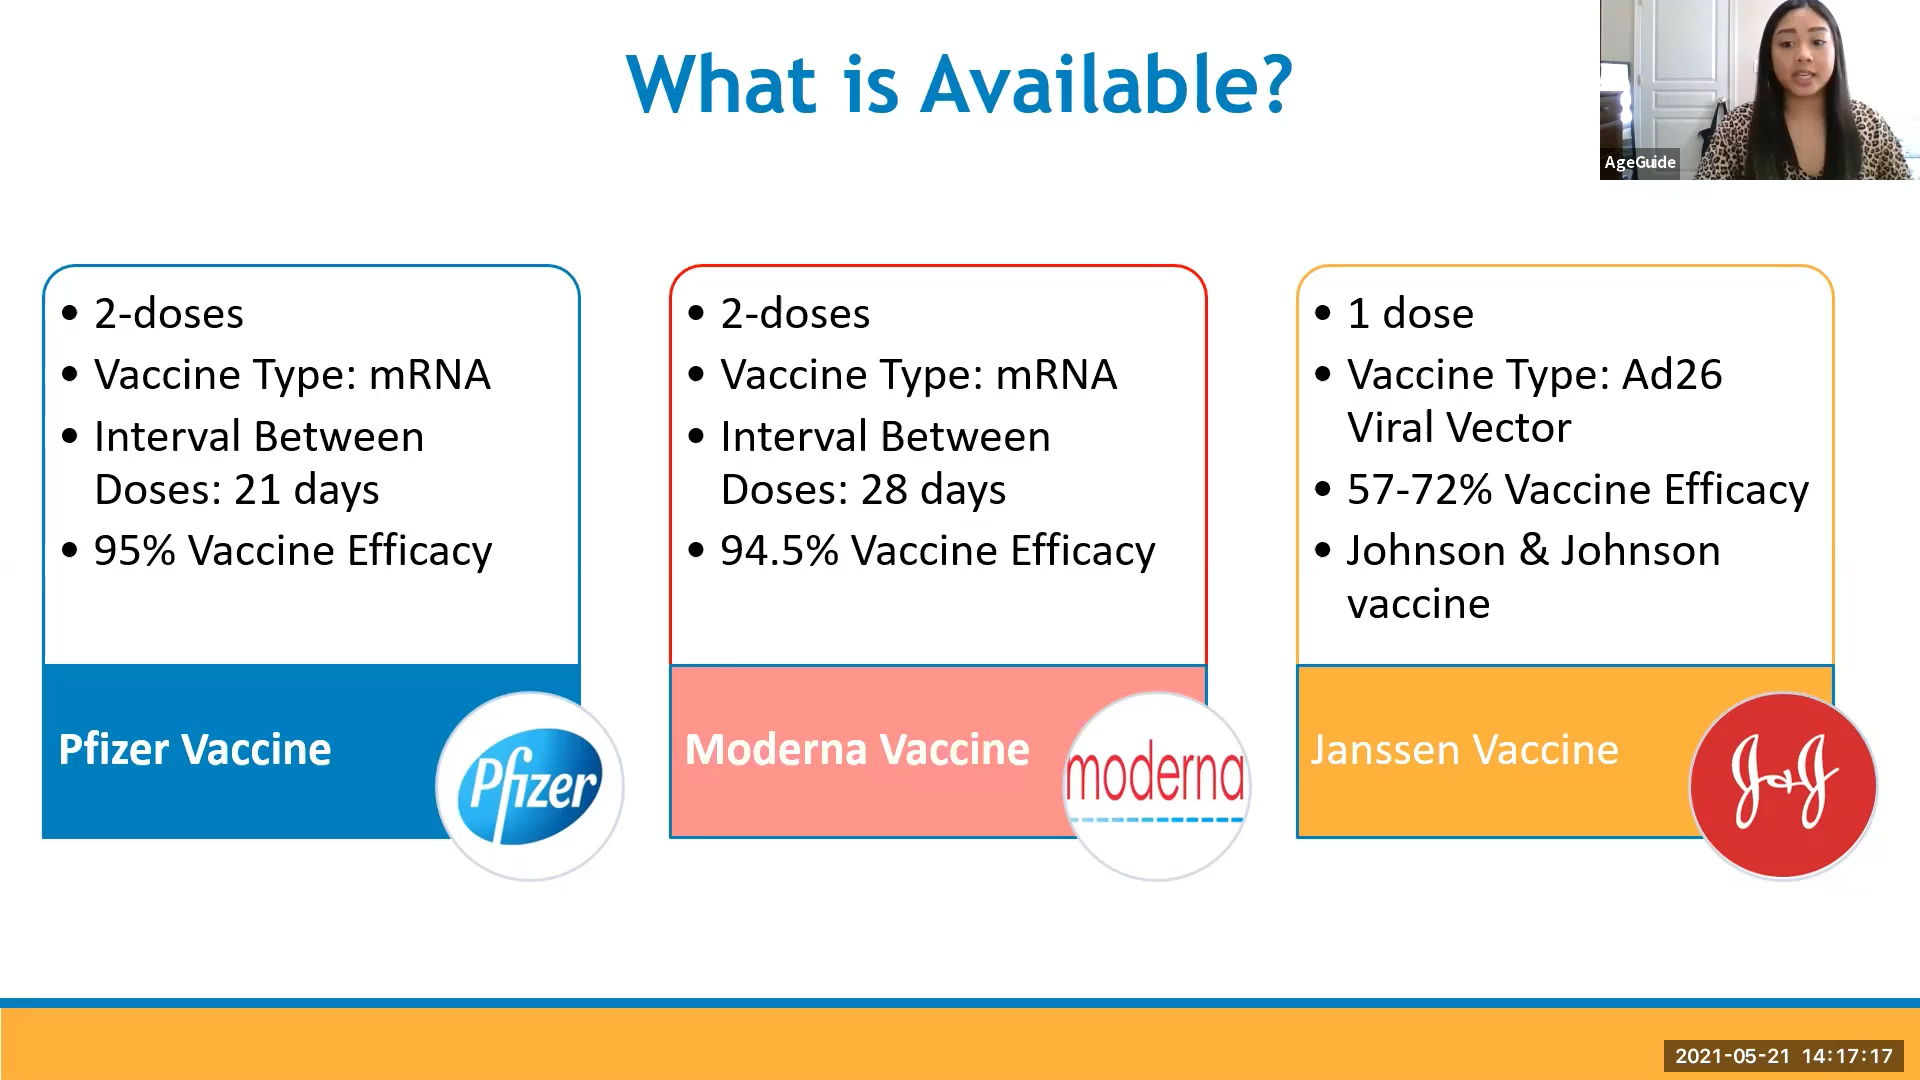 What is Available?
AgeGuide
• 2-doses
• Vaccine Type: mRNA
• Interval Between
Doses: 21 days
• 95% Vaccine Efficacy
Pfizer Vaccine
Pfizer
• 2-doses
• Vaccine Type: mRNA
• Interval Between
Doses: 28 days
• 94.5% Vaccine Efficacy
Moderna Vaccine
moderna
• 1 dose
• Vaccine Type: Ad26
Viral Vector
• 57-72% Vaccine Efficacy
• Johnson & Johnson
vaccine
Janssen Vaccine
J&J
2021-05-21 14:17:17